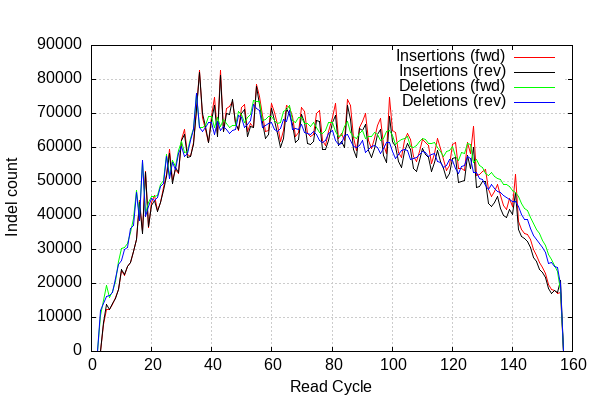 90000
80000
70000
60000
50000
40000
30000
20000
10000
0
Indel count
Insertions (fwd)
Insertions (rev)
Deletions (fwd)
Deletions (rev)
0 20 40 60 80 100 120 140 160
Read Cycle